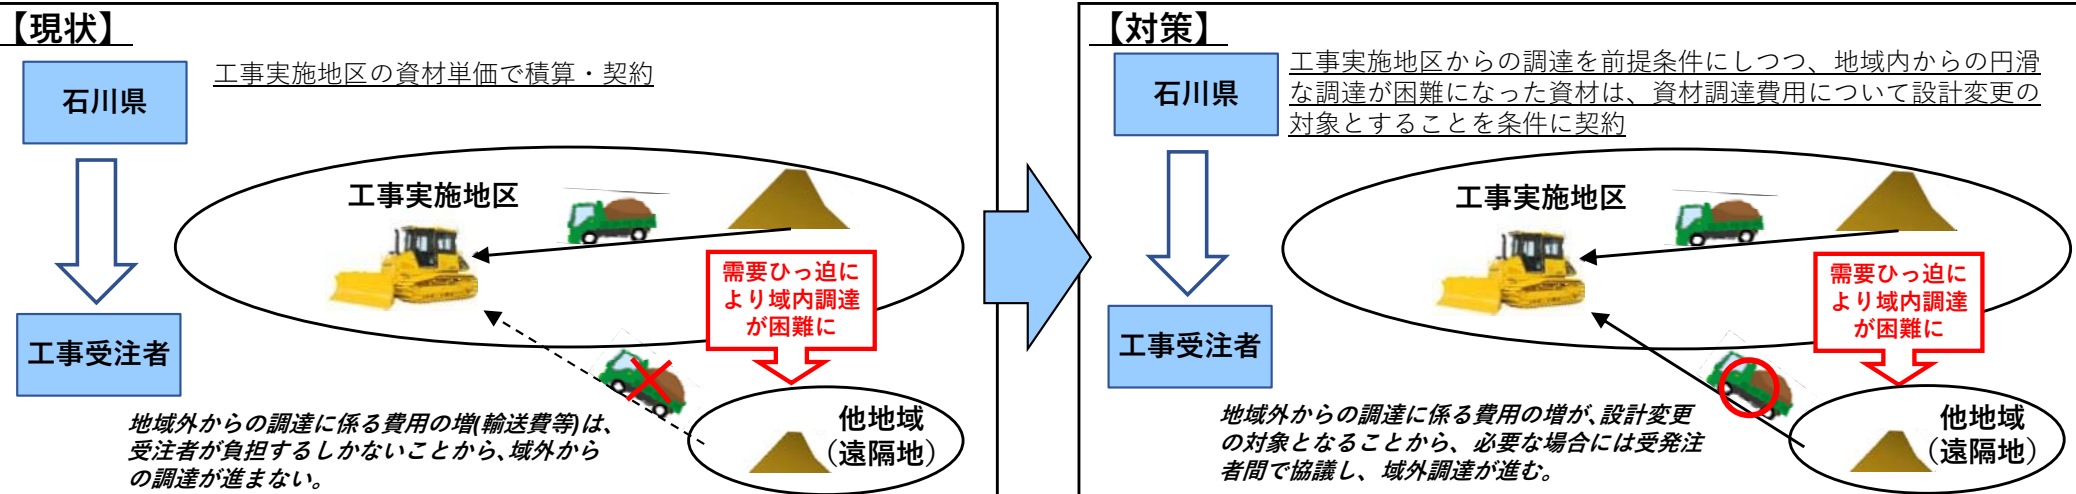 【現状】
石川県
工事実施地区の資材単価で積算・契約
工事実施地区
需要ひっ迫に
より域内調達
が困難に
工事受注者
地域外からの調達に係る費用の増(輸送費等)は、
受注者が負担するしかないことから、域外から
の調達が進まない。
他地域
（遠隔地）
【対策】
石川県
工事実施地区からの調達を前提条件にしつつ、地域内からの円滑
な調達が困難になった資材は、資材調達費用について設計変更の
対象とすることを条件に契約
工事実施地区
需要ひっ迫に
より域内調達
が困難に
工事受注者
地域外からの調達に係る費用の増が、設計変更
の対象となることから、必要な場合には受発注
者間で協議し、域外調達が進む。
他地域
（遠隔地）